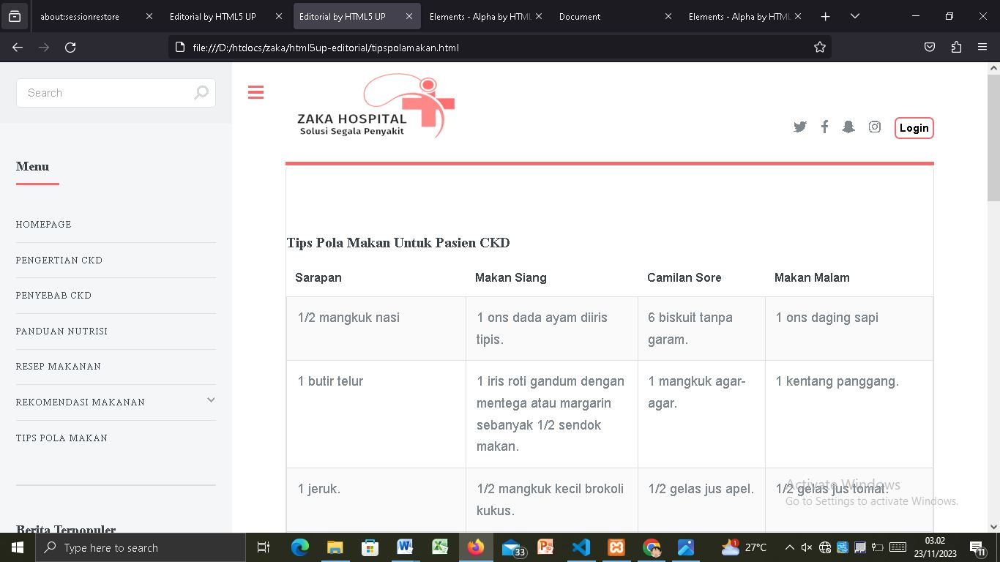 about:sessionrestore
Editorial by HTML5 UP
Editorial by HTML5 UP
Elements - Alpha by HTML
Document
Elements - Alpha by HTML
file:///D:/htdocs/zaka/html5up-editorial/tipspolamakan.html
Search
ZAKA HOSPITAL
Solusi Segala Penyakit
Login
Menu
HOMEPAGE
PENGERTIAN CKD
PENYEBAB CKD
PANDUAN NUTRISI
RESEP MAKANAN
REKOMENDASI MAKANAN
TIPS POLA MAKAN
Berita Terpopuler
Tips Pola Makan Untuk Pasien CKD
Sarapan Makan Siang Camilan Sore Makan Malam
1/2 mangkuk nasi
1 ons dada ayam diiris
tipis.
6 biskuit tanpa
garam.
1 ons daging sapi
1 butir telur
1 iris roti gandum dengan
mentega atau margarin
sebanyak 1/2 sendok
makan.
1 mangkuk agar-
agar.
1 kentang panggang.
1 jeruk.
1/2 mangkuk kecil brokoli
kukus.
1/2 gelas jus apel.
1/2 gelas jus tomat.
Activate Windows
Go to Settings to activate Windows.
Type here to search
33
1
27°C
03.02
23/11/2023
11